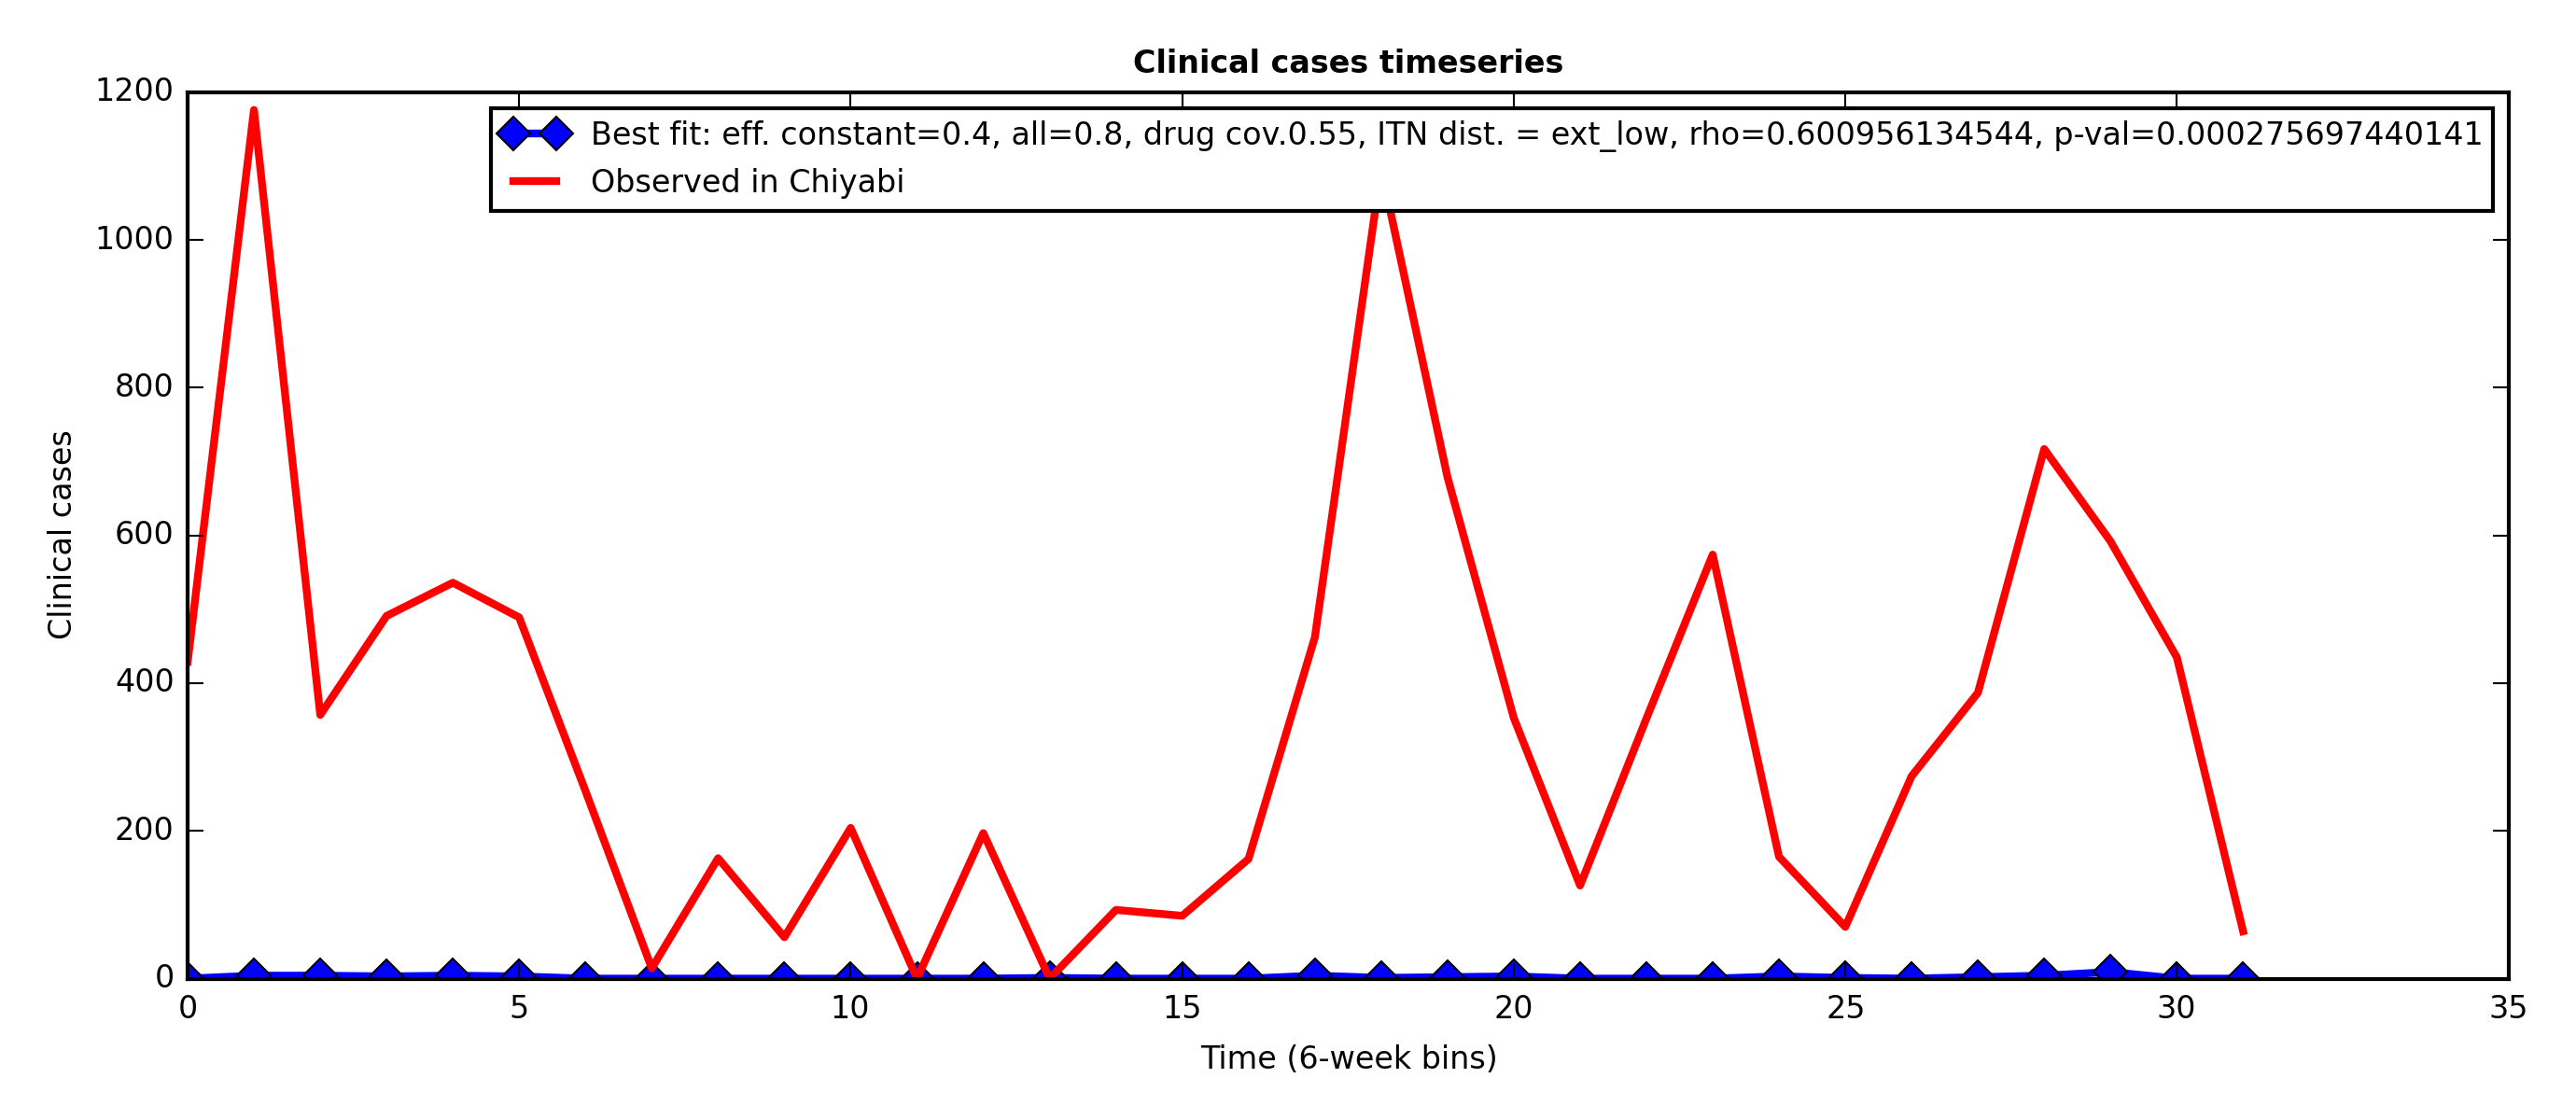 Clinical cases timeseries
Best fit: eff. constant=0.4, all=0.8, drug cov.0.55, ITN dist. = ext_low, rho=0.600956134544, p-val=0.000275697440141
Observed in Chiyabi
1200
1000
800
600
400
200
0
Clinical cases
0 5 10 15 20 25 30 35
Time (6-week bins)